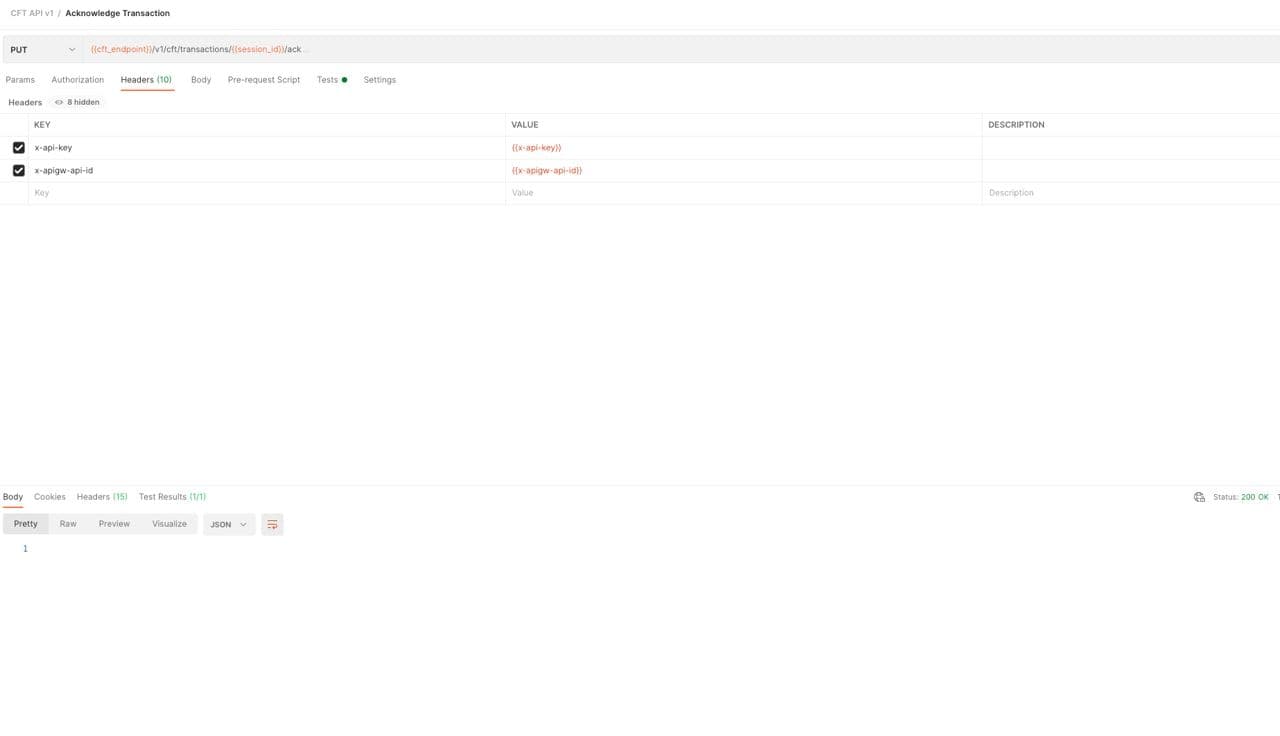 CFT API v1 / Acknowledge Transaction
PUT {{cft_endpoint}}/v1/cft/transactions/{{session_id}}/ack ...
Params Authorization Headers (10) Body Pre-request Script Tests Settings
Headers 8 hidden
KEY VALUE DESCRIPTION
x-api-key {{x-api-key}}
x-apigw-api-id {{x-apigw-api-id}}
Key Value Description
Body Cookies Headers (15) Test Results (1/1) Status: 200 OK
Pretty Raw Preview Visualize JSON
1